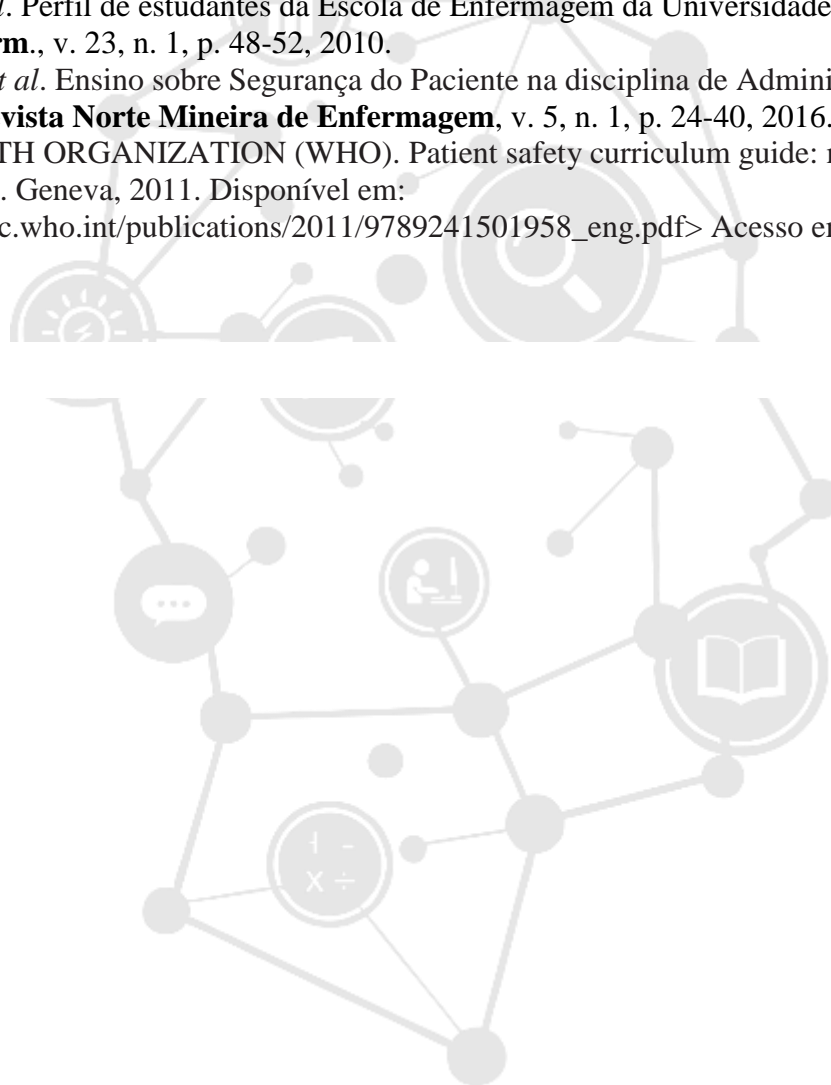 l. Perfil de estudantes da Escola de Enfermagem da Universidade
rm., v. 23, n. 1, p. 48-52, 2010.
et al. Ensino sobre Segurança do Paciente na disciplina de Admini
vista Norte Mineira de Enfermagem, v. 5, n. 1, p. 24-40, 2016.
TH ORGANIZATION (WHO). Patient safety curriculum guide:
. Geneva, 2011. Disponível em:
c.who.int/publications/2011/9789241501958_eng.pdf> Acesso em